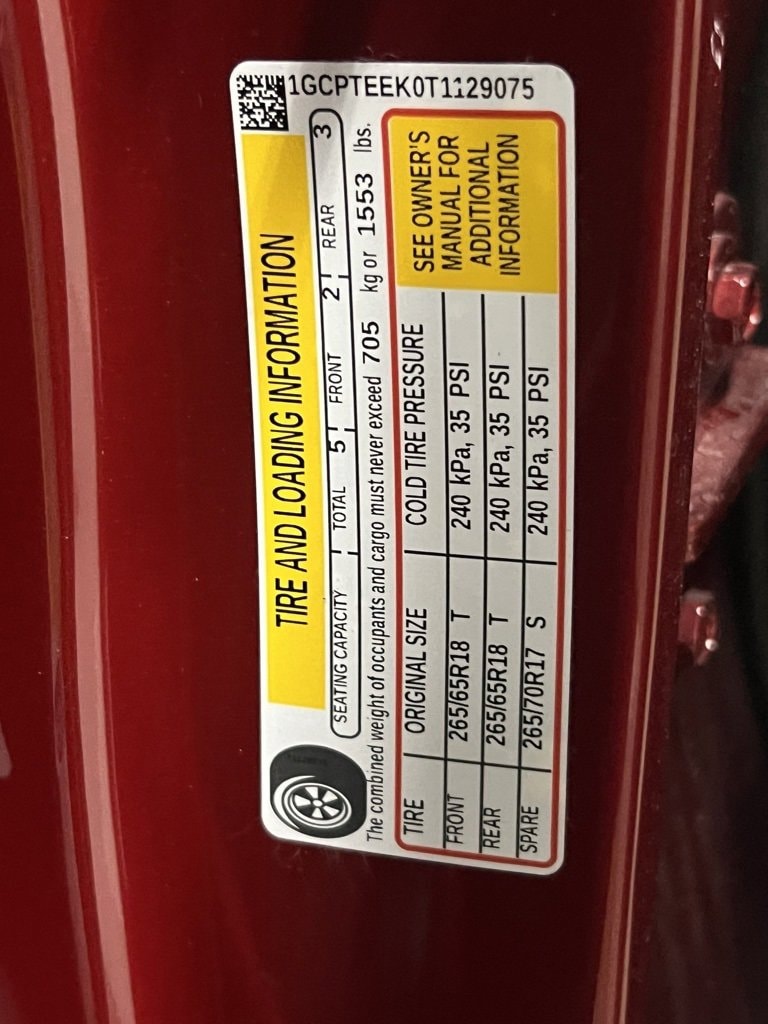 1GCPTEEK0T1129075
TIRE AND LOADING INFORMATION
SEATING CAPACITY TOTAL 5 FRONT 2 REAR 3
The combined weight of occupants and cargo must never exceed 705 kg or 1553 lbs.
TIRE ORIGINAL SIZE COLD TIRE PRESSURE
FRONT 265/65R18 T 240 kPa, 35 PSI
REAR 265/65R18 T 240 kPa, 35 PSI
SPARE 265/70R17 S 240 kPa, 35 PSI
SEE OWNER'S
MANUAL FOR
ADDITIONAL
INFORMATION